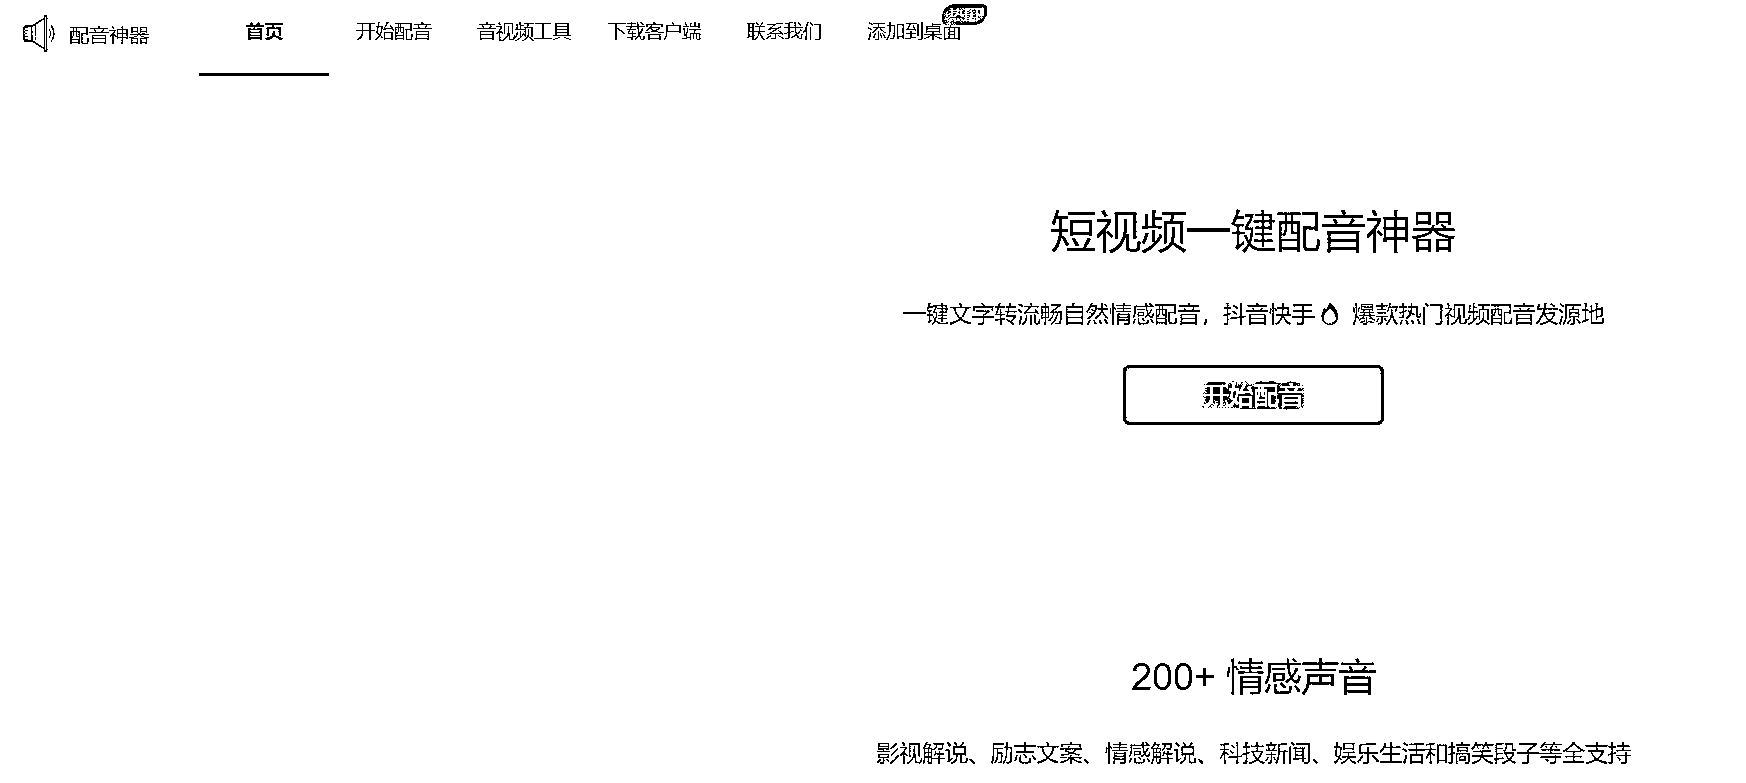 配音神器
首页
开始配音
音视频工具
下载客户端
联系我们
添加到桌面
短视频一键配音神器
一键文字转流畅自然情感配音，抖音快手 爆款热门视频配音发源地
开始配音
200+ 情感声音
影视解说、励志文案、情感解说、科技新闻、娱乐生活和搞笑段子等全支持